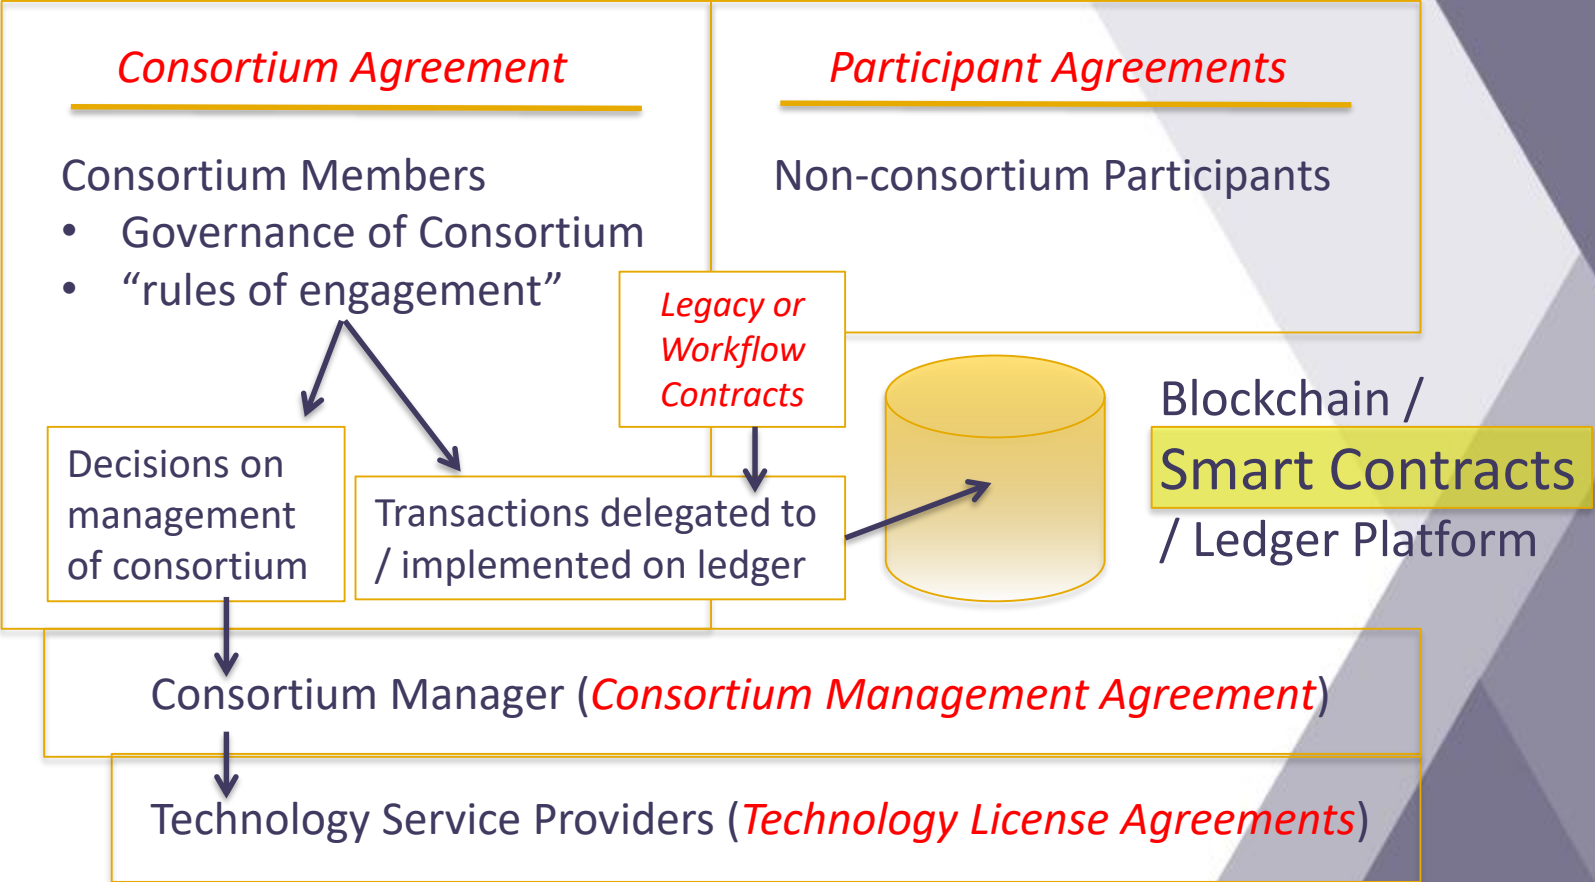 Consortium Agreement
Consortium Members
• Governance of Consortium
• “rules of engagement”
Participant Agreements
Non-consortium Participants
Legacy or
Workflow
Contracts
Decisions on
management
of consortium
Transactions delegated to
/ implemented on ledger
Blockchain /
Smart Contracts
/ Ledger Platform
Consortium Manager (Consortium Management Agreement)
Technology Service Providers (Technology License Agreements)